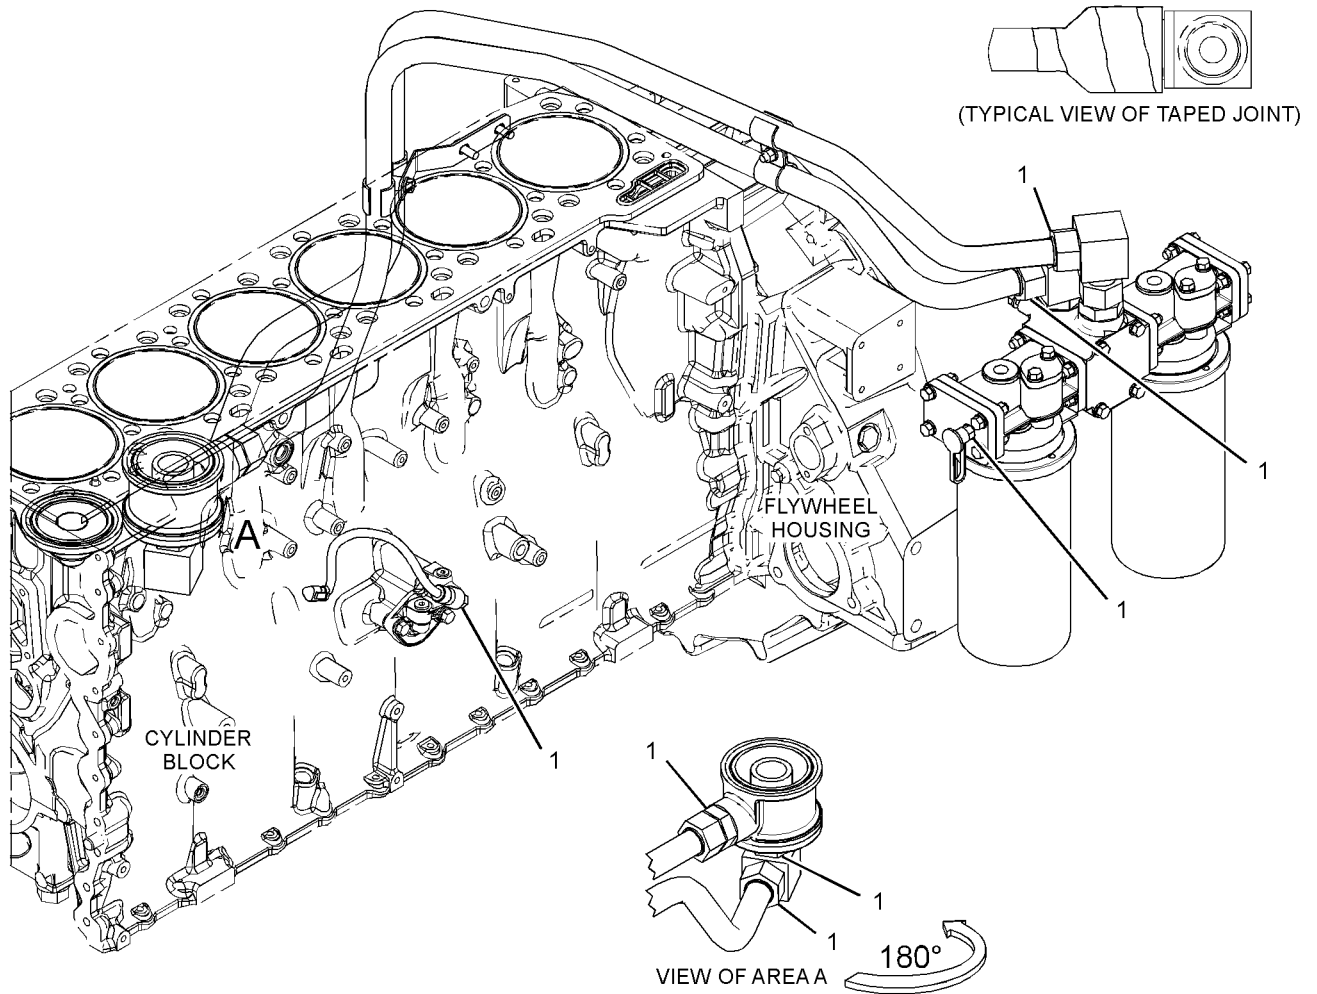 (TYPICAL VIEW OF TAPED JOINT)
1
1
A
FLYWHEEL
HOUSING
1
CYLINDER
BLOCK
1
1
1
1
180°
VIEW OF AREA A